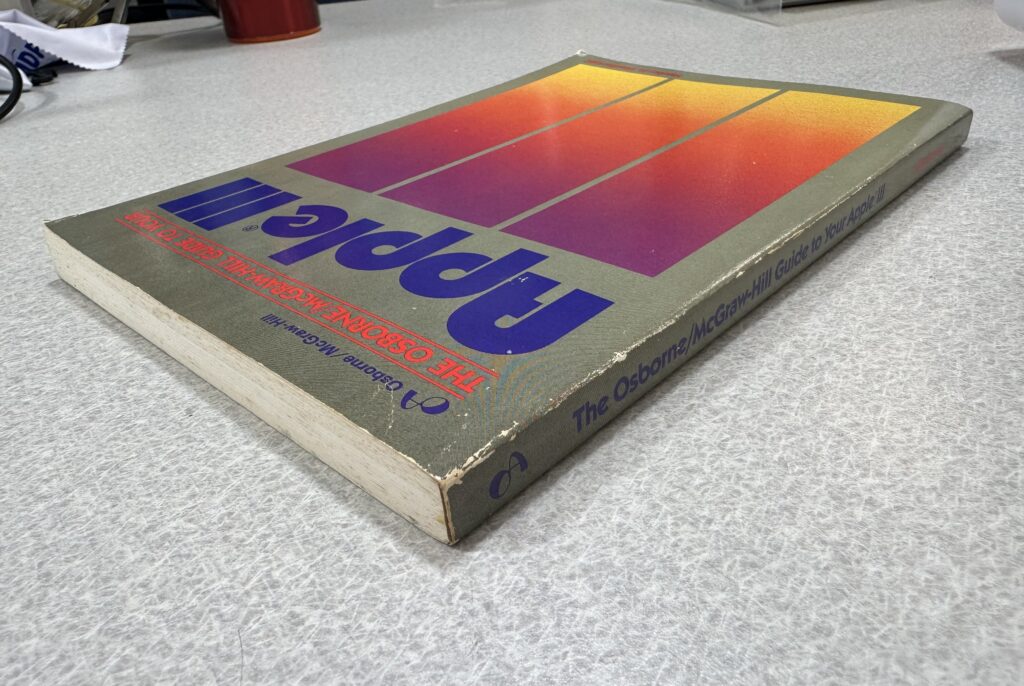 Osborne/McGraw-Hill
THE OSBORNE/MCGRAW-HILL GUIDE TO YOUR
Apple® III
The Osborne/McGraw-Hill Guide to Your Apple III